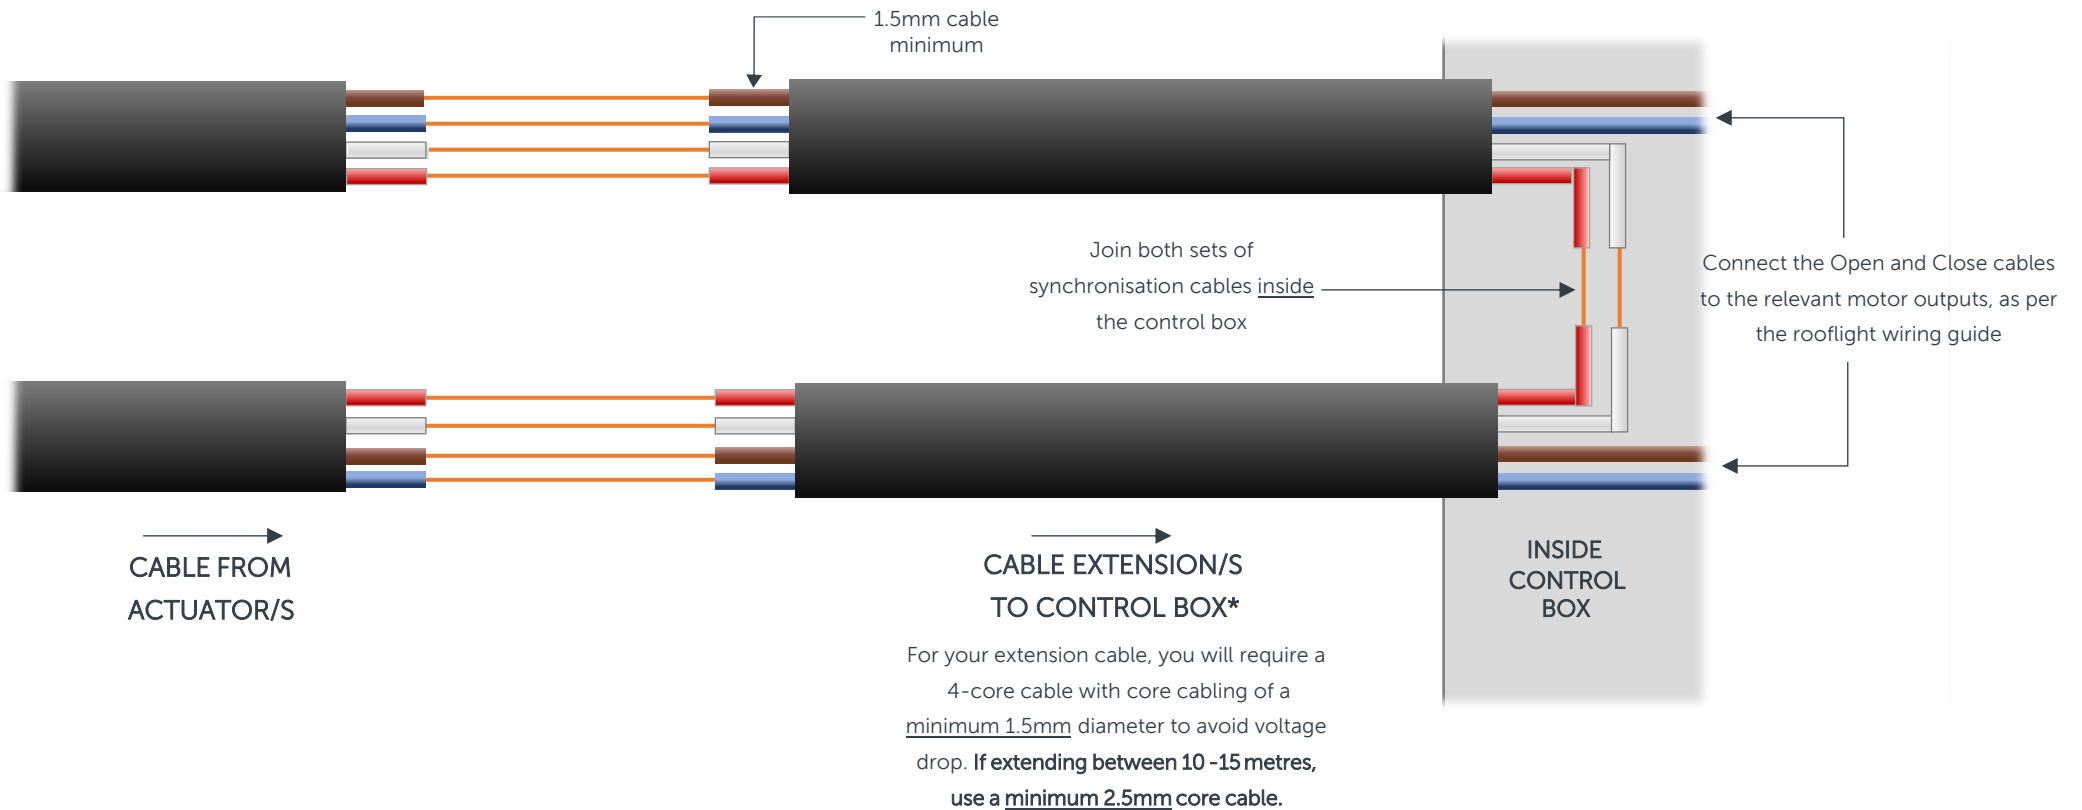 1.5mm cable
minimum
Join both sets of
synchronisation cables inside
the control box
Connect the Open and Close cables
to the relevant motor outputs, as per
the rooflight wiring guide
CABLE FROM
ACTUATOR/S
CABLE EXTENSION/S
TO CONTROL BOX*
For your extension cable, you will require a
4-core cable with core cabling of a
minimum 1.5mm diameter to avoid voltage
drop. If extending between 10 -15 metres,
use a minimum 2.5mm core cable.
INSIDE
CONTROL
BOX